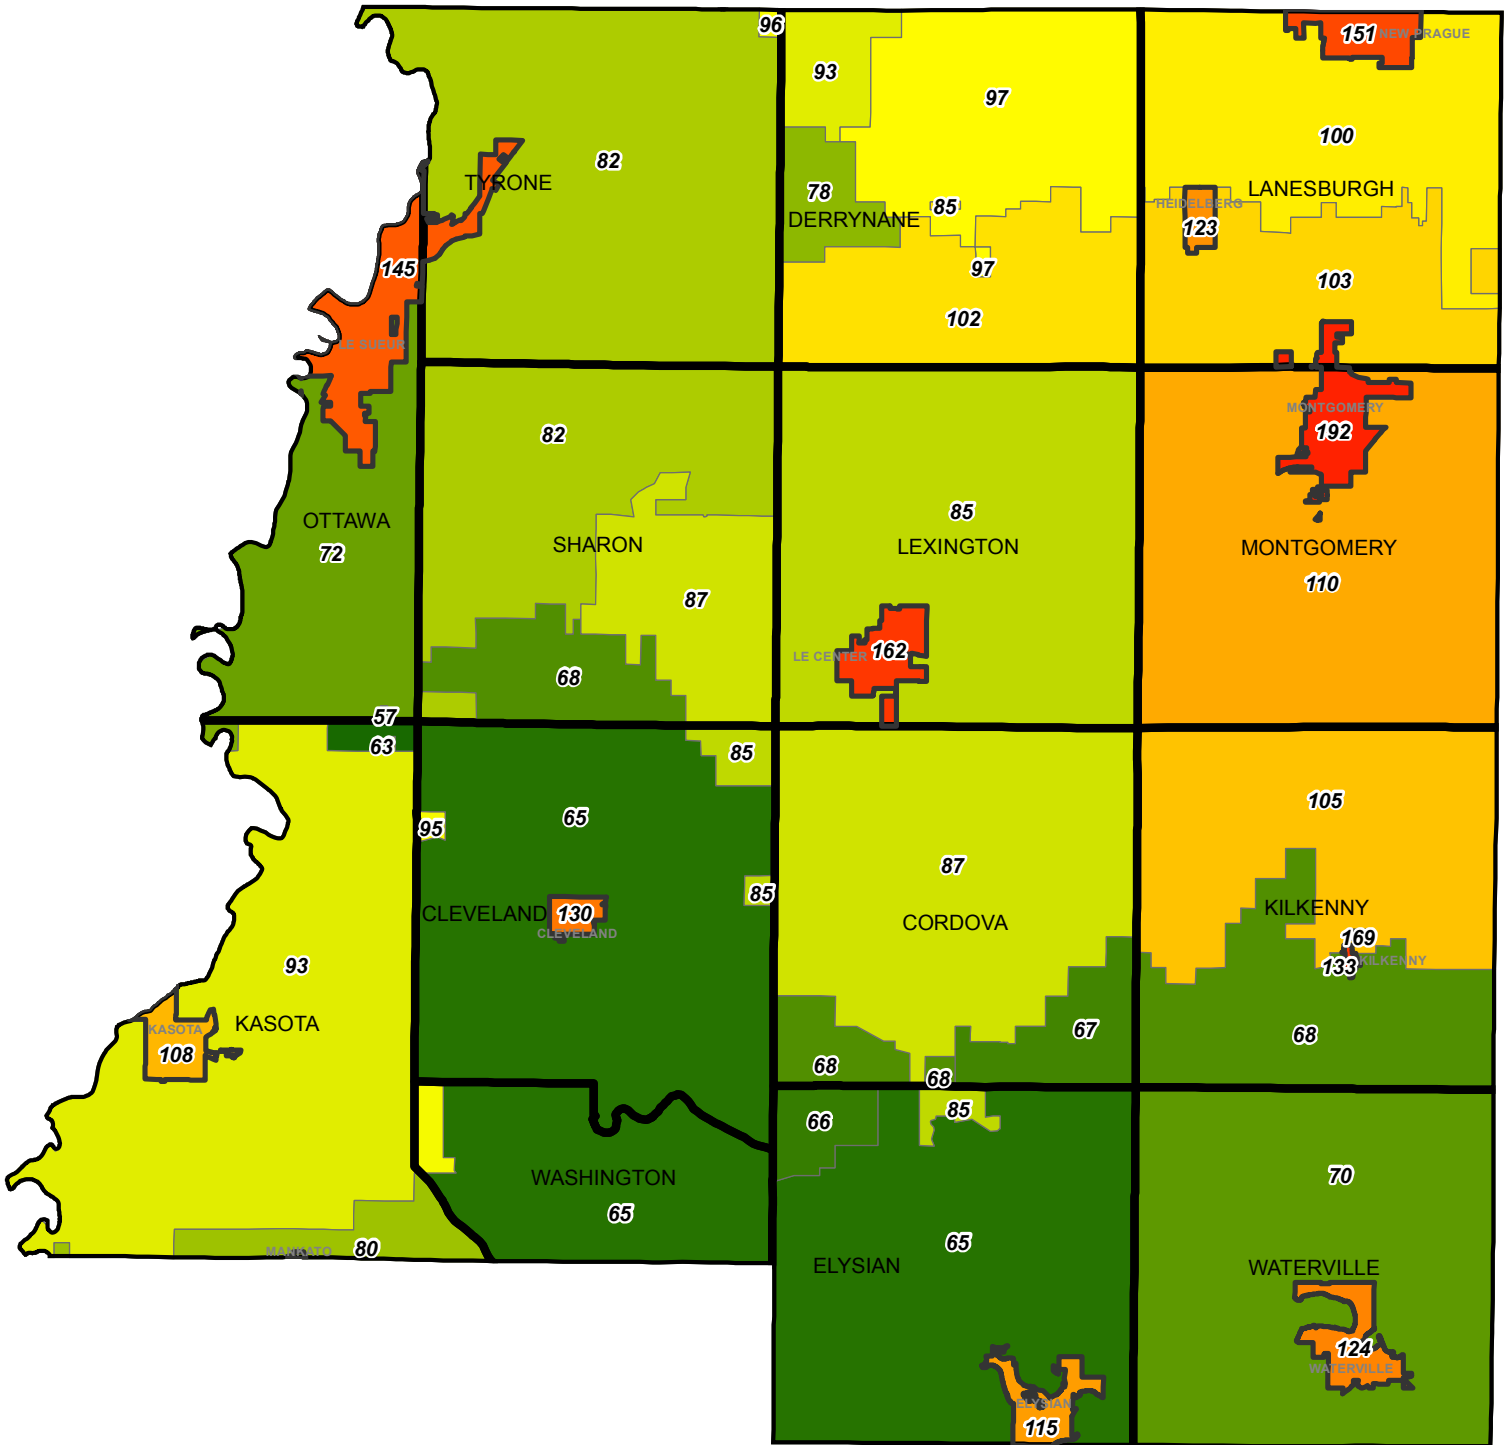 96
151 NEW PRAGUE
93
97
100
82
TYRONE
78
DERRYNANE
85
LANESBURGH
HEIDELBERG
123
145
97
103
102
LE SUEUR
MONTGOMERY
192
82
85
OTTAWA
72
SHARON
LEXINGTON
MONTGOMERY
110
87
LE CENTER 162
68
57
63
85
105
95
65
87
85
CLEVELAND 130
CLEVELAND
CORDOVA
KILKENNY
169
KILKENNY
133
93
KASOTA
KASOTA
108
67
68
68
68
66
85
WASHINGTON
65
70
MANKATO 80
65
ELYSIAN
WATERVILLE
124
WATERVILLE
ELYSIAN
115